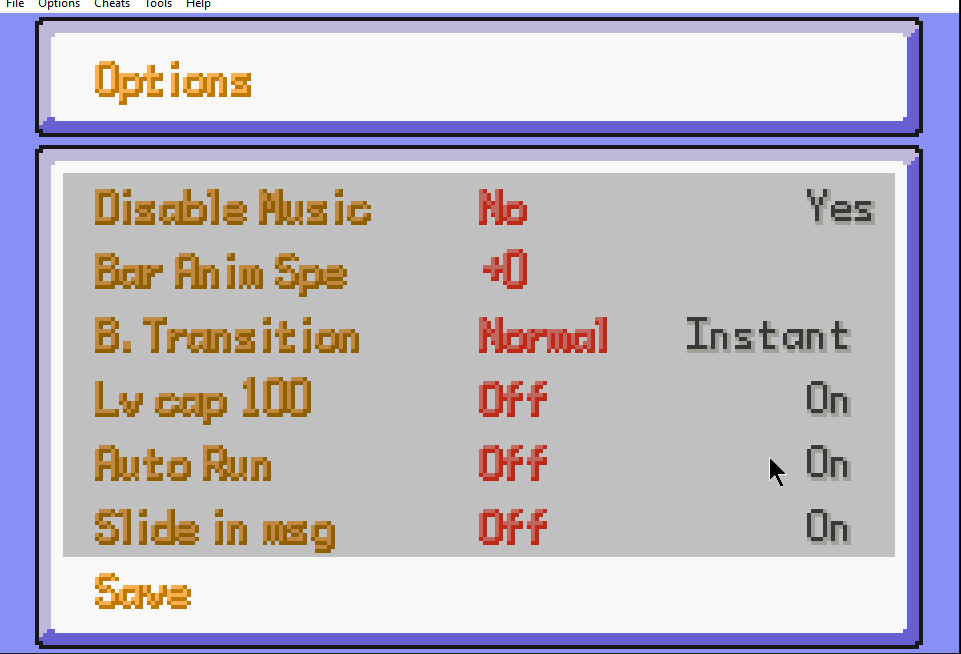 File Options Cheats Tools Help
Options
Disable Music No Yes
Bar Anim Spe +0
B. Transition Normal Instant
Lv cap 100 Off On
Auto Run Off On
Slide in msg Off On
Save